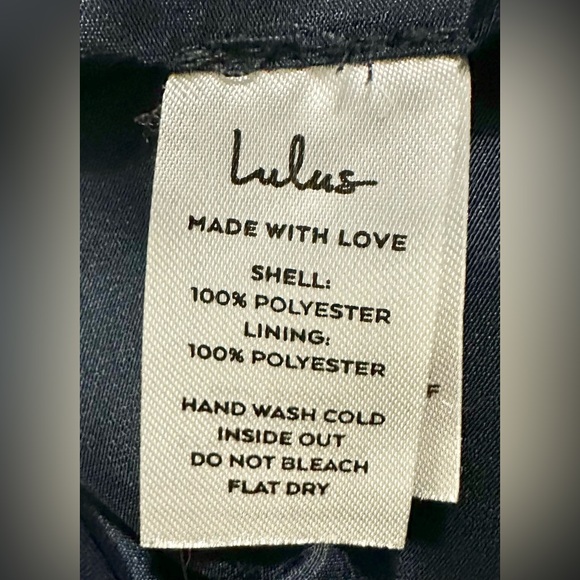 Lulus
MADE WITH LOVE
SHELL:
100% POLYESTER
LINING:
100% POLYESTER
HAND WASH COLD
INSIDE OUT
DO NOT BLEACH
FLAT DRY
F